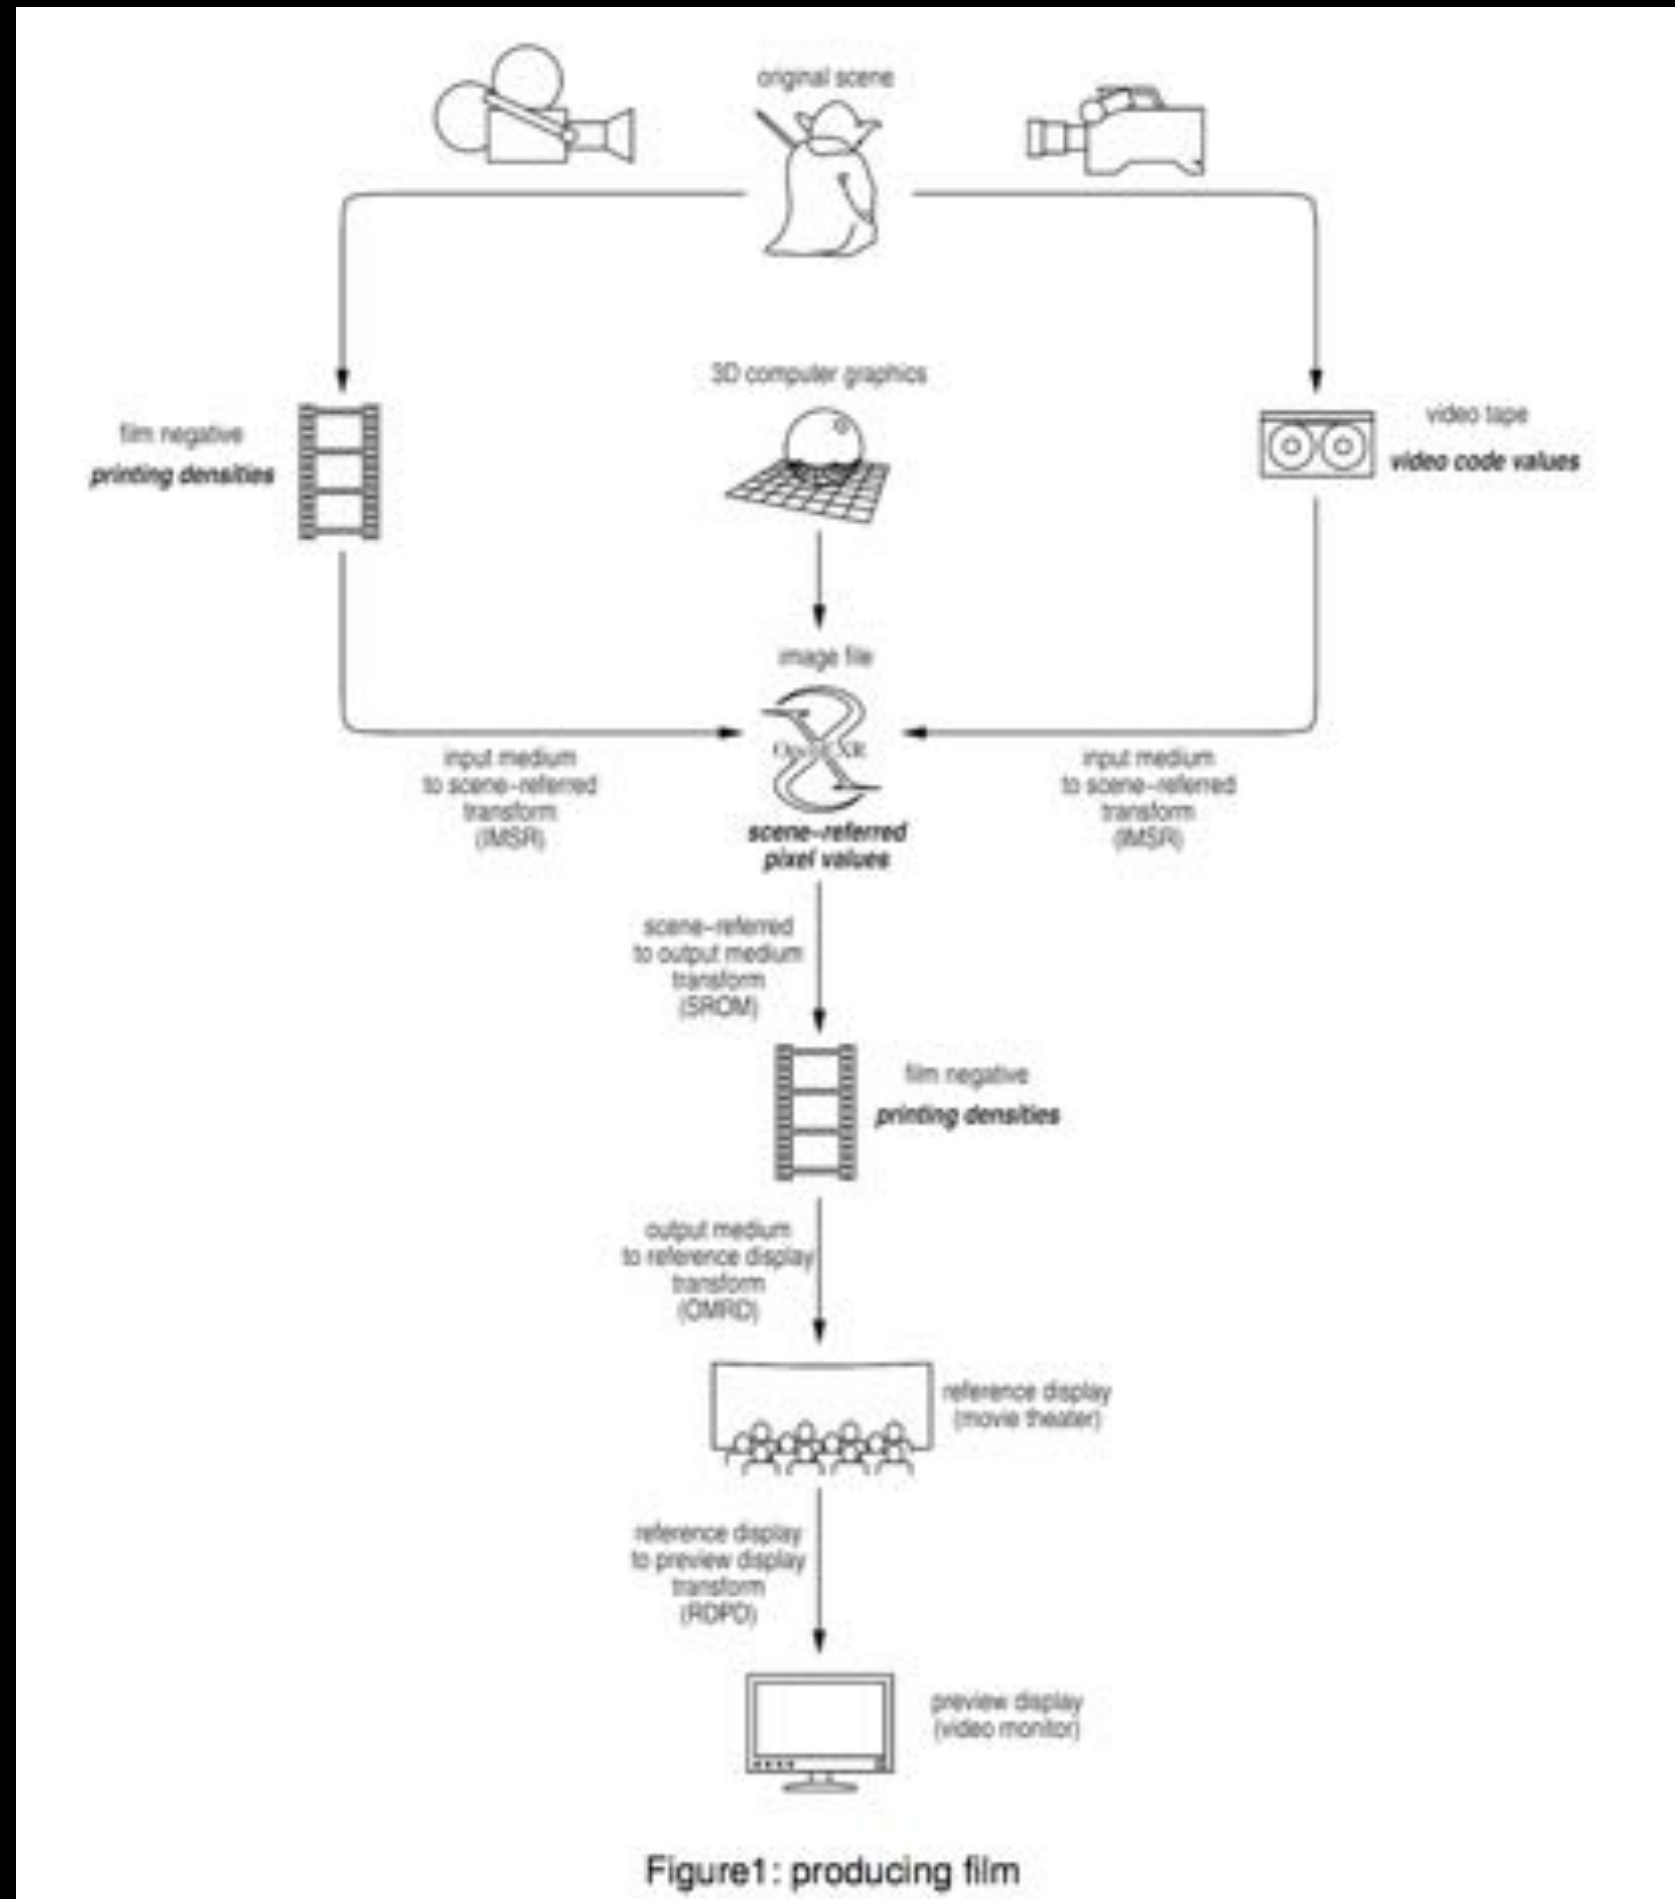 original scene
3D computer graphics
film negative
printing densities
video tape
video code values
image file
OpenEXR
scene-referred
pixel values
input medium
to scene-referred
transform
(IMSR)
input medium
to scene-referred
transform
(IMSR)
scene-referred
to output medium
transform
(SROM)
film negative
printing densities
output medium
to reference display
transform
(OMRD)
reference display
(movie theater)
reference display
to preview display
transform
(RDPD)
preview display
(video monitor)
Figure1: producing film